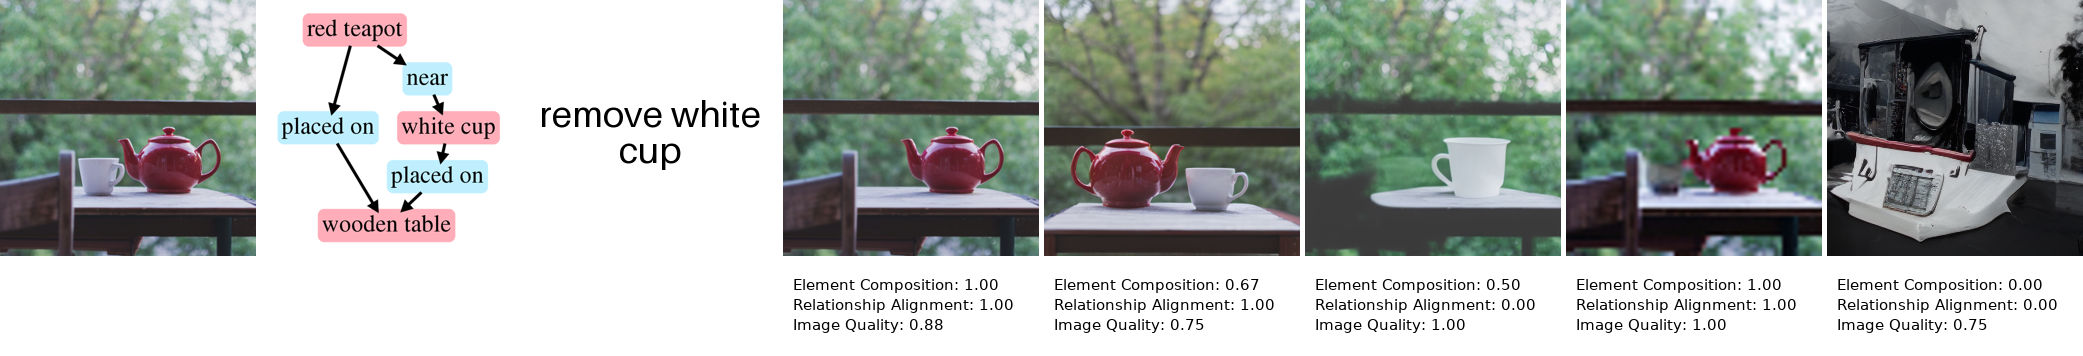 red teapot
near
placed on
white cup
placed on
wooden table
remove white
cup
Element Composition: 1.00
Relationship Alignment: 1.00
Image Quality: 0.88
Element Composition: 0.67
Relationship Alignment: 1.00
Image Quality: 0.75
Element Composition: 0.50
Relationship Alignment: 0.00
Image Quality: 1.00
Element Composition: 1.00
Relationship Alignment: 1.00
Image Quality: 1.00
Element Composition: 0.00
Relationship Alignment: 0.00
Image Quality: 0.75